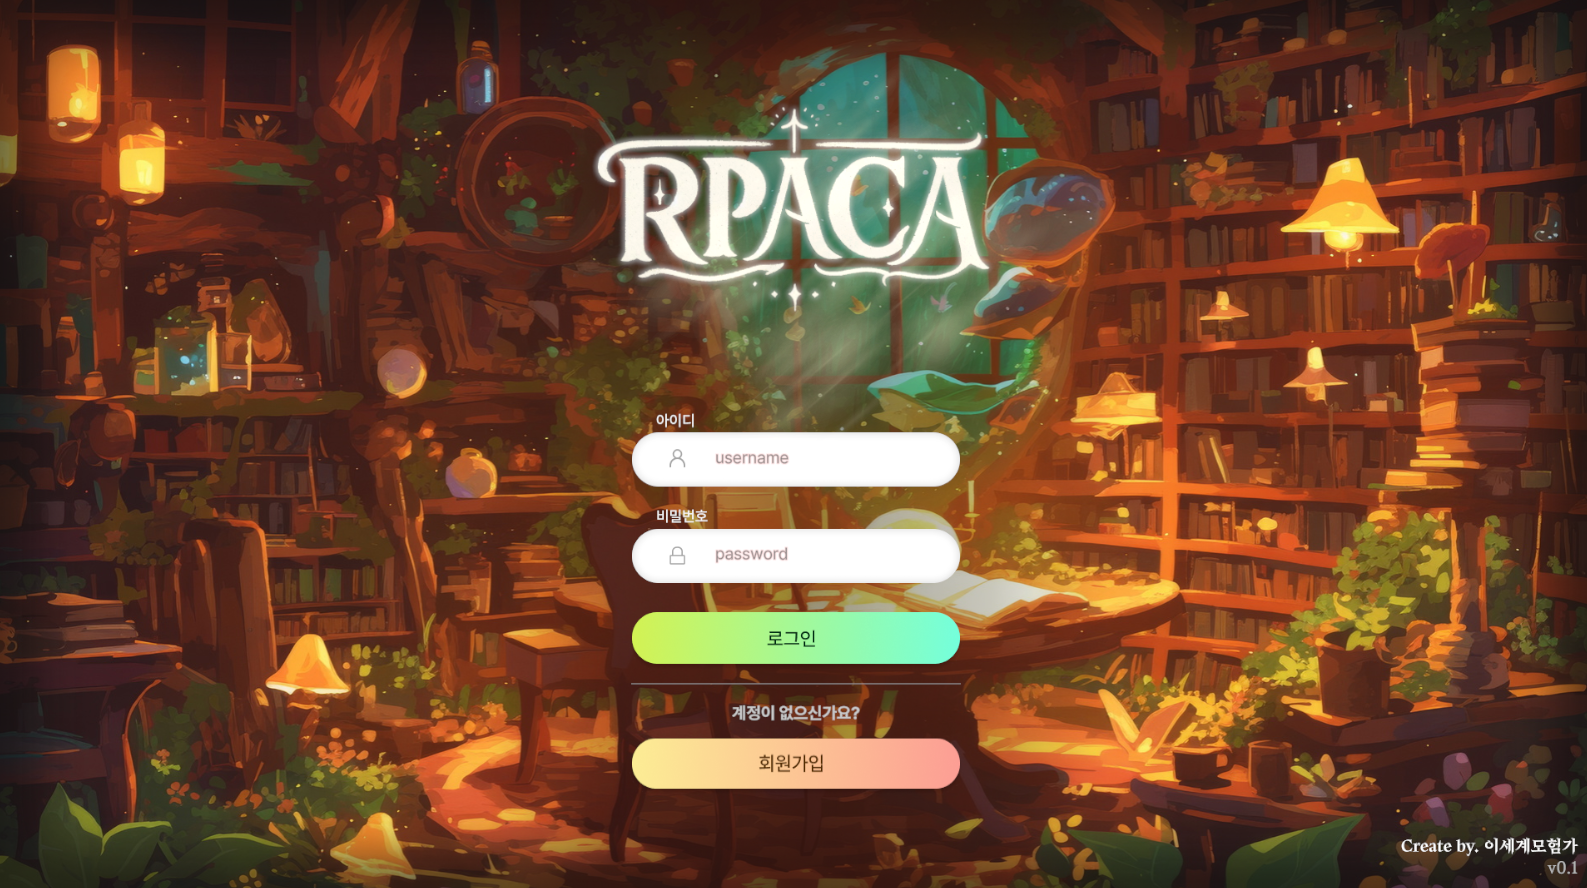 RPACA
아이디
username
비밀번호
password
로그인
계정이 없으신가요?
회원가입
Create by. 이세계모험가
v0.1